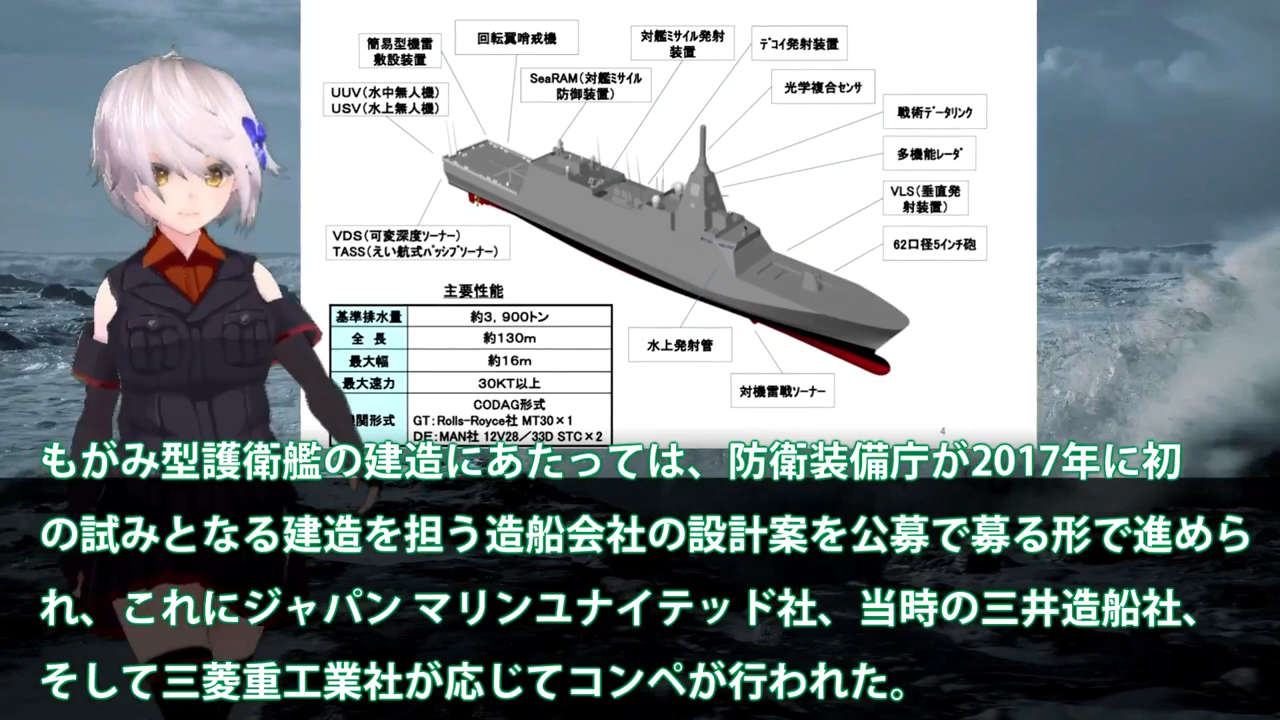 簡易型機雷
敷設装置
回転翼哨戒機
対艦ﾐｻｲﾙ発射
装置
ﾃﾞｺｲ発射装置
UUV(水中無人機)
USV(水上無人機)
SeaRAM(対艦ﾐｻｲﾙ
防御装置)
光学複合ｾﾝｻ
戦術ﾃﾞｰﾀﾘﾝｸ
多機能ﾚｰﾀﾞ
VLS(垂直発
射装置)
62口径5ｲﾝﾁ砲
VDS(可変深度ｿｰﾅｰ)
TASS(えい航式ﾊﾟｯｼﾌﾞｿｰﾅｰ)
水上発射管
対機雷戦ｿｰﾅｰ
主要性能
基準排水量 約3,900トン
全 長 約130m
最大幅 約16m
最大速力 30KT以上
関形式 CODAG形式
GT:Rolls-Royce社 MT30×1
DE:MAN社 12V28/33D STC×2
4
もがみ型護衛艦の建造にあたっては、防衛装備庁が2017年に初
の試みとなる建造を担う造船会社の設計案を公募で募る形で進めら
れ、これにジャパン マリンユナイテッド社、当時の三井造船社、
そして三菱重工業社が応じてコンペが行われた。